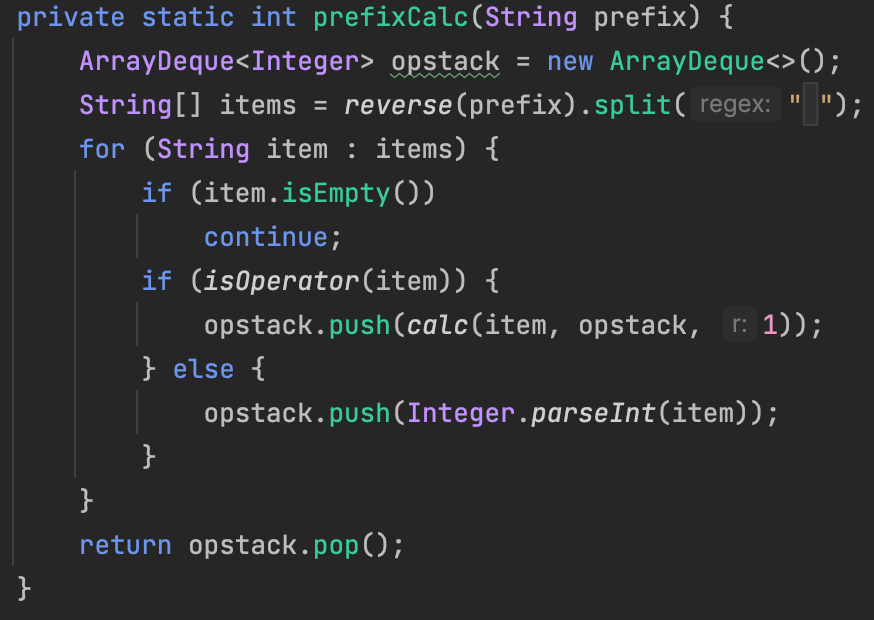 private static int prefixCalc(String prefix) {
    ArrayDeque<Integer> opstack = new ArrayDeque<>();
    String[] items = reverse(prefix).split( regex: " ");
    for (String item : items) {
        if (item.isEmpty())
            continue;
        if (isOperator(item)) {
            opstack.push(calc(item, opstack, r: 1));
        } else {
            opstack.push(Integer.parseInt(item));
        }
    }
    return opstack.pop();
}